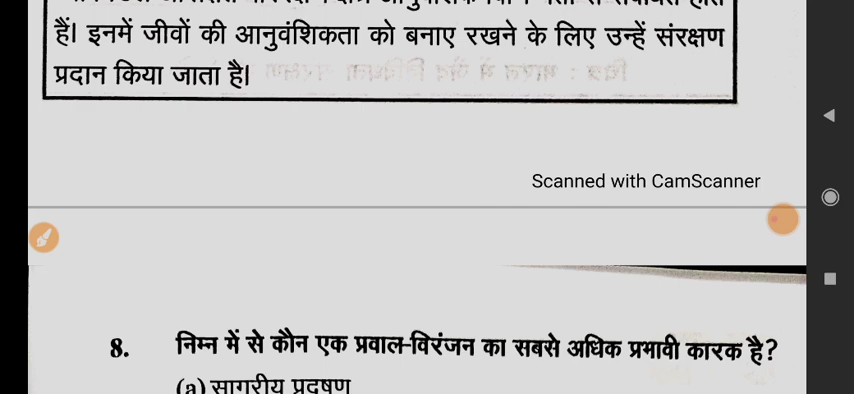 हैं। इनमें जीवों की आनुवंशिकता को बनाए रखने के लिए उन्हें संरक्षण
प्रदान किया जाता है।
Scanned with CamScanner
8. निम्न में से कौन एक प्रवाल-विरंजन का सबसे अधिक प्रभावी कारक है?
(a) सागरीय प्रदूषण